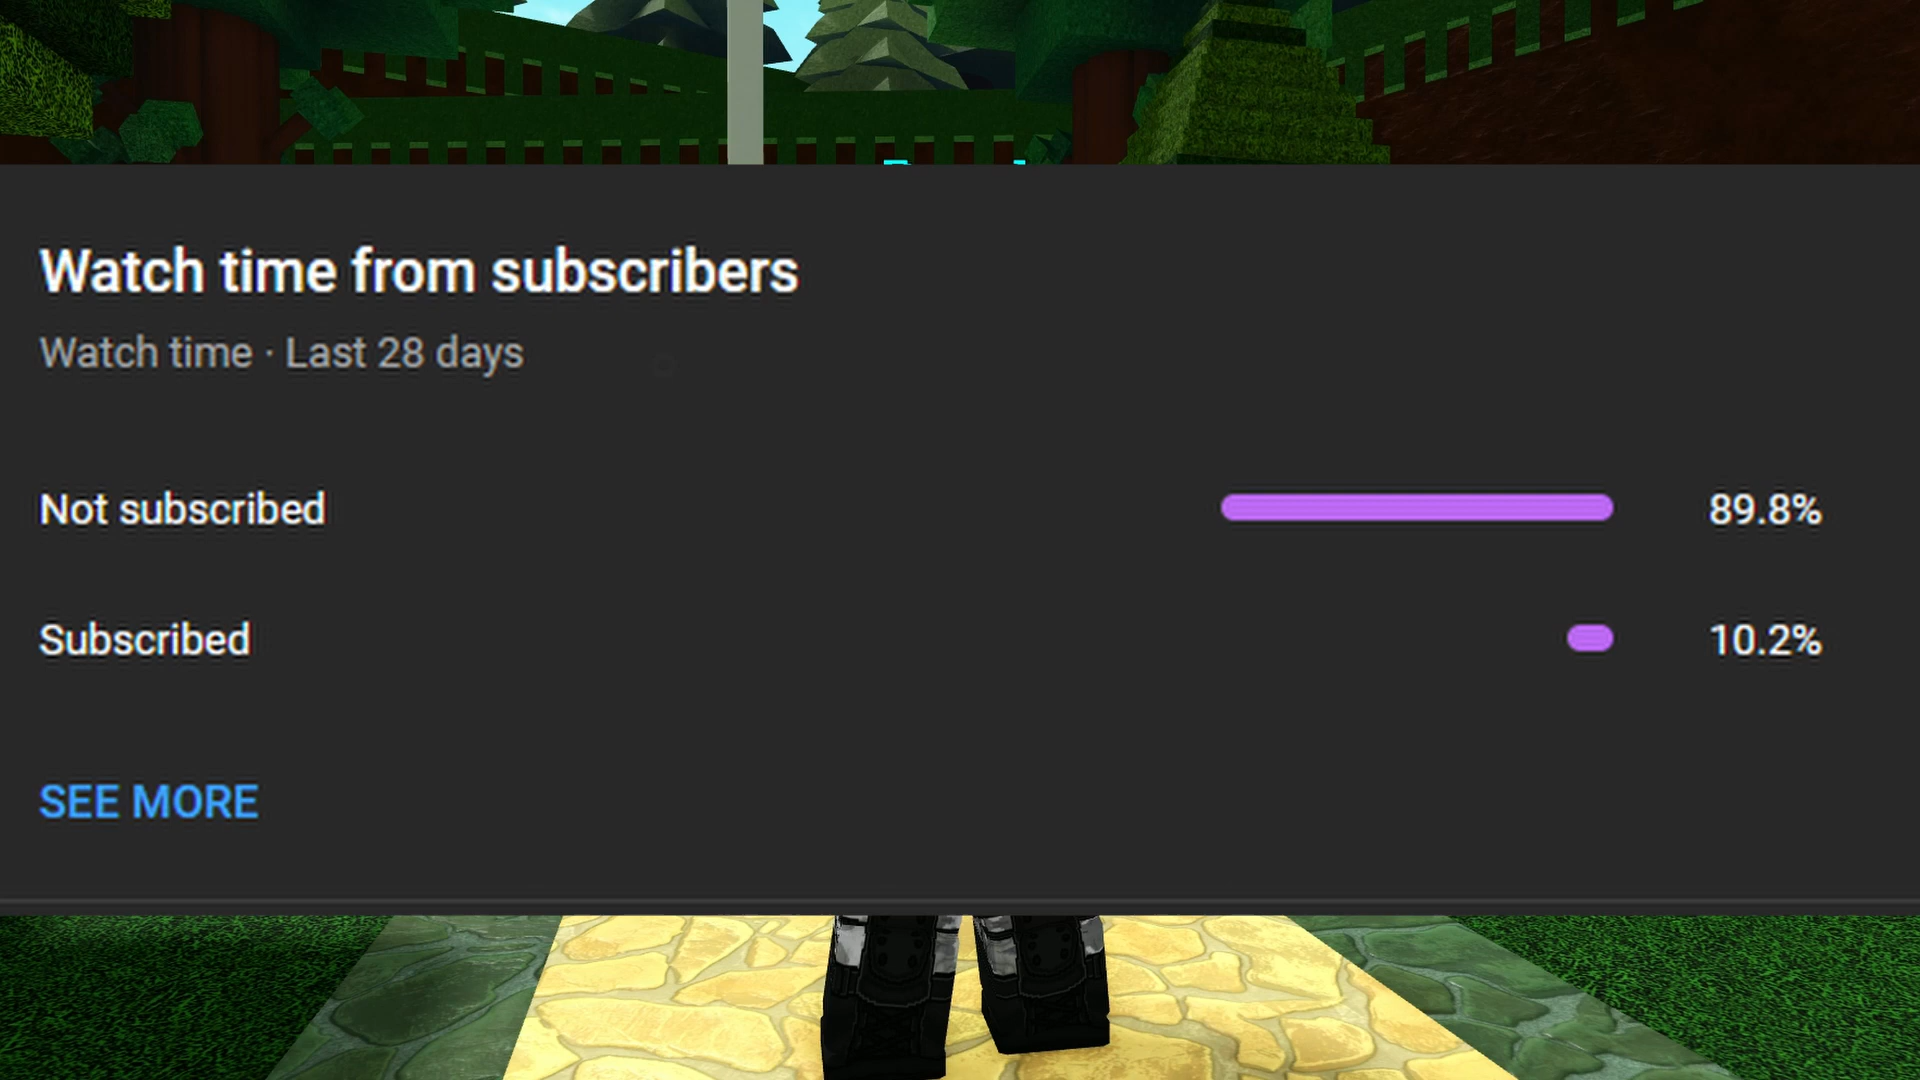 Watch time from subscribers
Watch time · Last 28 days
Not subscribed 89.8%
Subscribed 10.2%
SEE MORE